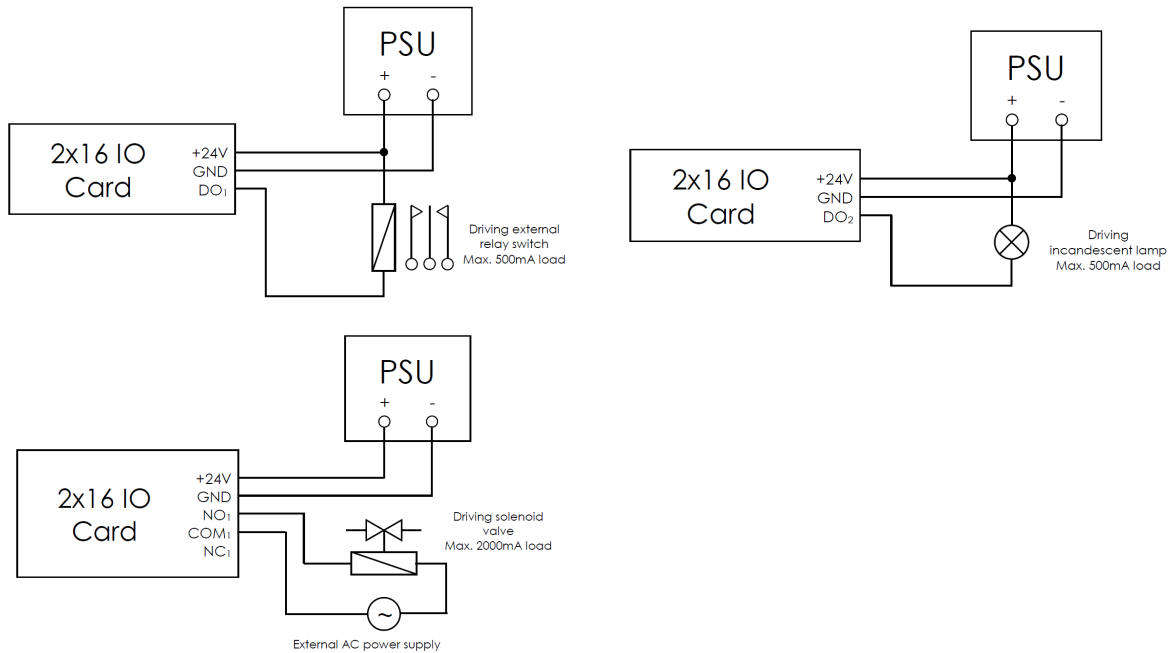 PSU
+ -
2x16 IO
Card
+24V
GND
DO1
Driving external
relay switch
Max. 500mA load
PSU
+ -
2x16 IO
Card
+24V
GND
DO2
Driving
incandescent lamp
Max. 500mA load
PSU
+ -
2x16 IO
Card
+24V
GND
NO1
COM1
NC1
Driving solenoid
valve
Max. 2000mA load
~
External AC power supply